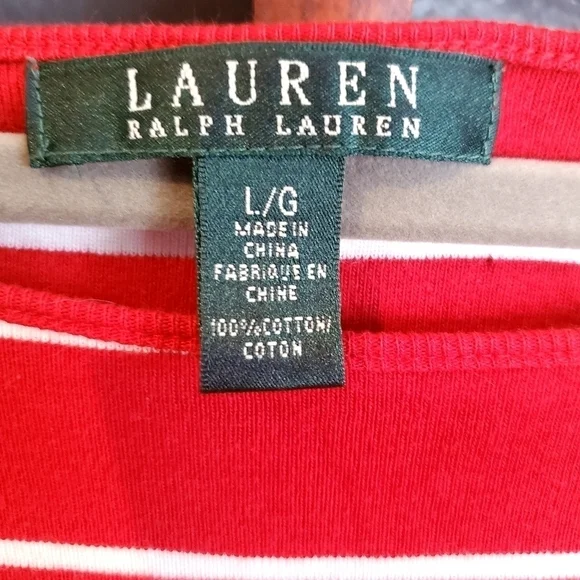 LAUREN
RALPH LAUREN
L/G
MADE IN
CHINA
FABRIQUE EN
CHINE
100% COTTON/
COTON